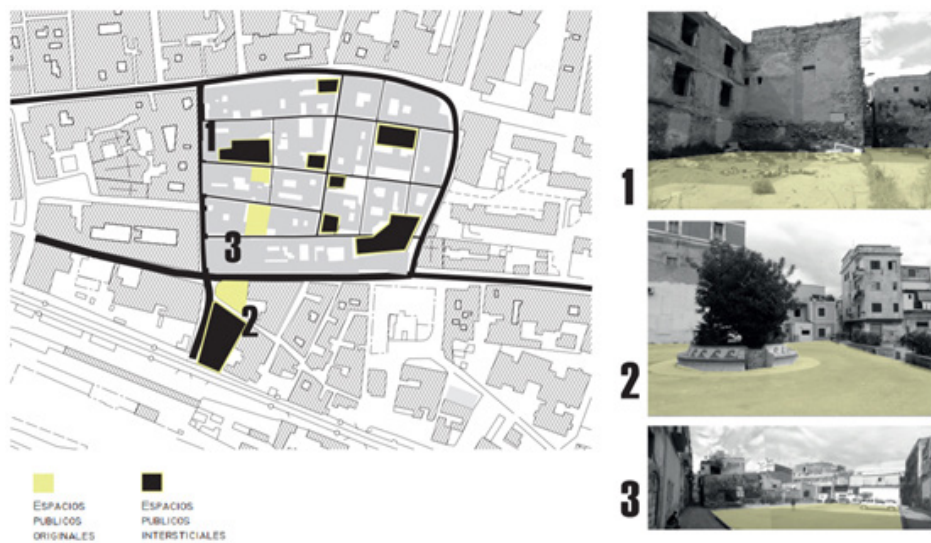 1
3
2
1
2
3
ESPACIOS
PUBLICOS
ORIGINALES
ESPACIOS
PUBLICOS
INTERSTICIALES